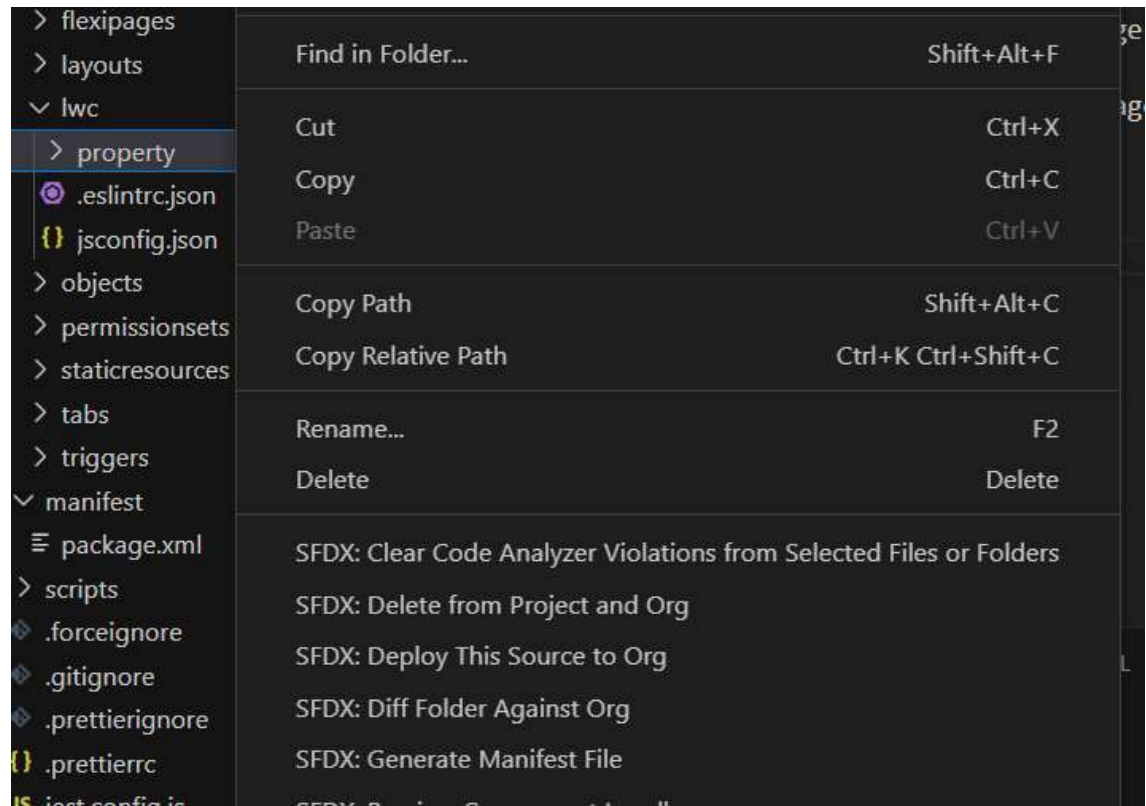 flexipages
layouts
lwc
property
.eslintrc.json
jsconfig.json
objects
permissionsets
staticresources
tabs
triggers
manifest
package.xml
scripts
.forceignore
.gitignore
.prettierignore
.prettierrc
JS jest.config.js
Find in Folder... Shift+Alt+F
Cut Ctrl+X
Copy Ctrl+C
Paste Ctrl+V
Copy Path Shift+Alt+C
Copy Relative Path Ctrl+K Ctrl+Shift+C
Rename... F2
Delete Delete
SFDX: Clear Code Analyzer Violations from Selected Files or Folders
SFDX: Delete from Project and Org
SFDX: Deploy This Source to Org
SFDX: Diff Folder Against Org
SFDX: Generate Manifest File